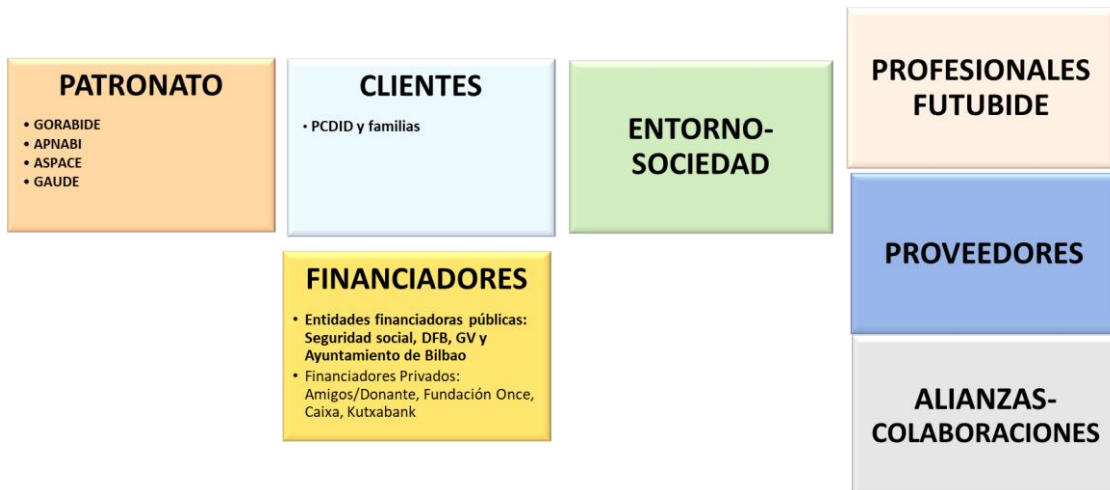 PATRONATO
• GORABIDE
• APNABI
• ASPACE
• GAUDE
CLIENTES
• PCDID y familias
FINANCIADORES
• Entidades financiadoras públicas:
Seguridad social, DFB, GV y
Ayuntamiento de Bilbao
• Financiadores Privados:
Amigos/Donante, Fundación Once,
Caixa, Kutxabank
ENTORNO-
SOCIEDAD
PROFESIONALES
FUTUBIDE
PROVEEDORES
ALIANZAS-
COLABORACIONES